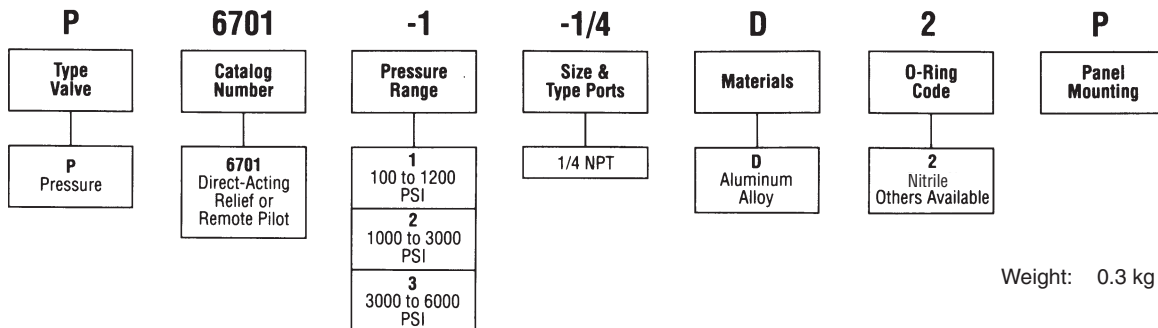 P 6701 -1 -1/4 D 2 P
Type
Valve
Catalog
Number
Pressure
Range
Size &
Type Ports
Materials
O-Ring
Code
Panel
Mounting
P
Pressure
6701
Direct-Acting
Relief or
Remote Pilot
1
100 to 1200
PSI
2
1000 to 3000
PSI
3
3000 to 6000
PSI
1/4 NPT
D
Aluminum
Alloy
2
Nitrile
Others Available
Weight: 0.3 kg